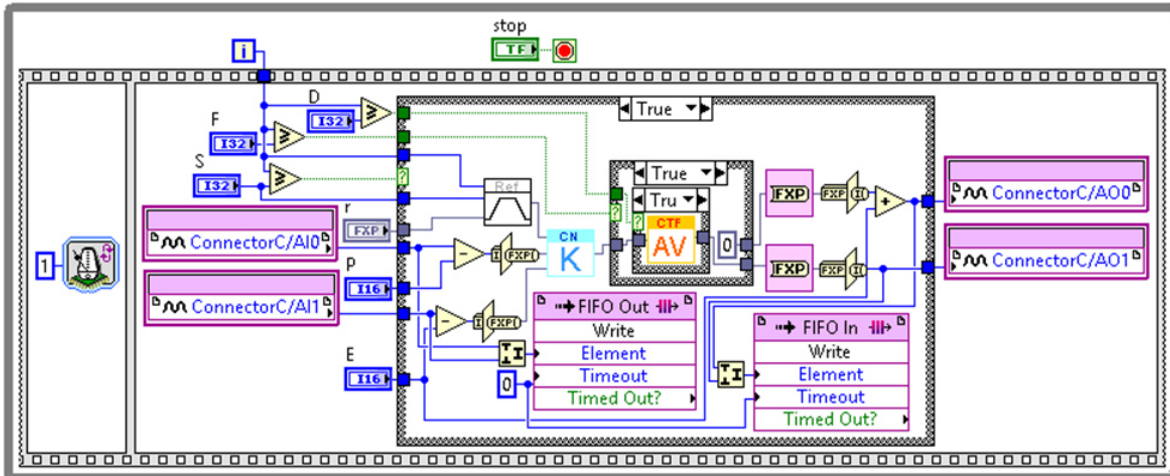 stop
TF
i
D
I32
True
F
I32
S
?
I32
Ref
True
Tru
FXP
FXP
I
+
ConnectorC/AO0
r
FXP
CN
K
?
?
CTF
AV
0
ConnectorC/AI0
-
I
FXP
FXP
FXP
I
ConnectorC/AO1
1
p
I16
ConnectorC/AI1
-
I
FXP
FIFO Out
Write
Element
Timeout
Timed Out?
0
FIFO In
Write
Element
Timeout
Timed Out?
E
I16